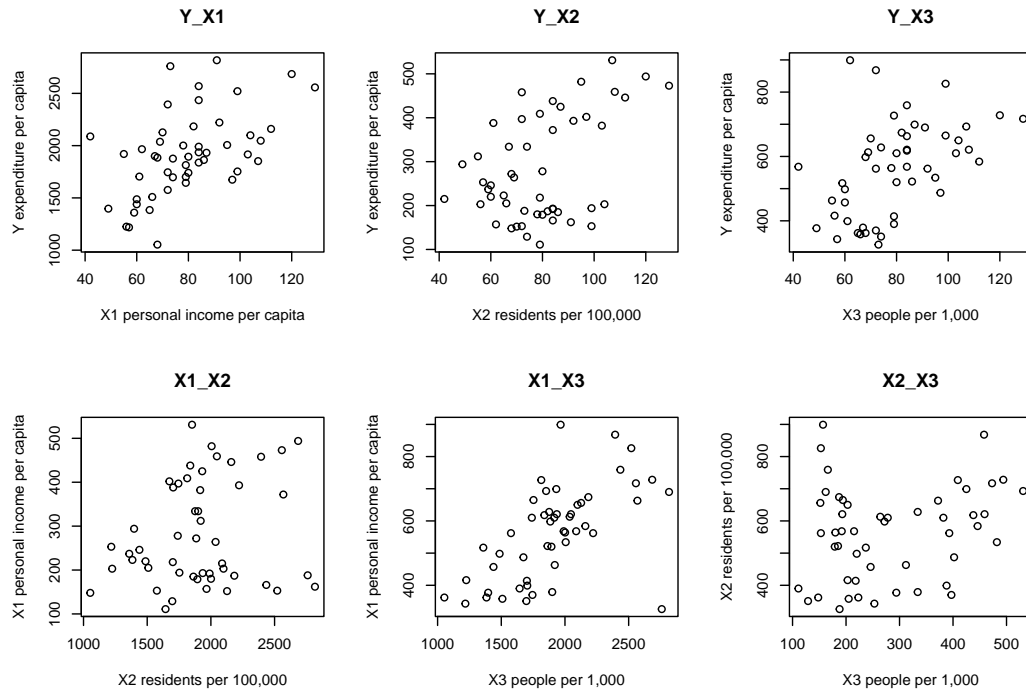 Y_X1
Y expenditure per capita
1000 1500 2000 2500
40 60 80 100 120
X1 personal income per capita
Y_X2
Y expenditure per capita
100 200 300 400 500
40 60 80 100 120
X2 residents per 100,000
Y_X3
Y expenditure per capita
400 600 800
40 60 80 100 120
X3 people per 1,000
X1_X2
X1 personal income per capita
100 200 300 400 500
1000 1500 2000 2500
X2 residents per 100,000
X1_X3
X1 personal income per capita
400 600 800
1000 1500 2000 2500
X3 people per 1,000
X2_X3
X2 residents per 100,000
400 600 800
100 200 300 400 500
X3 people per 1,000